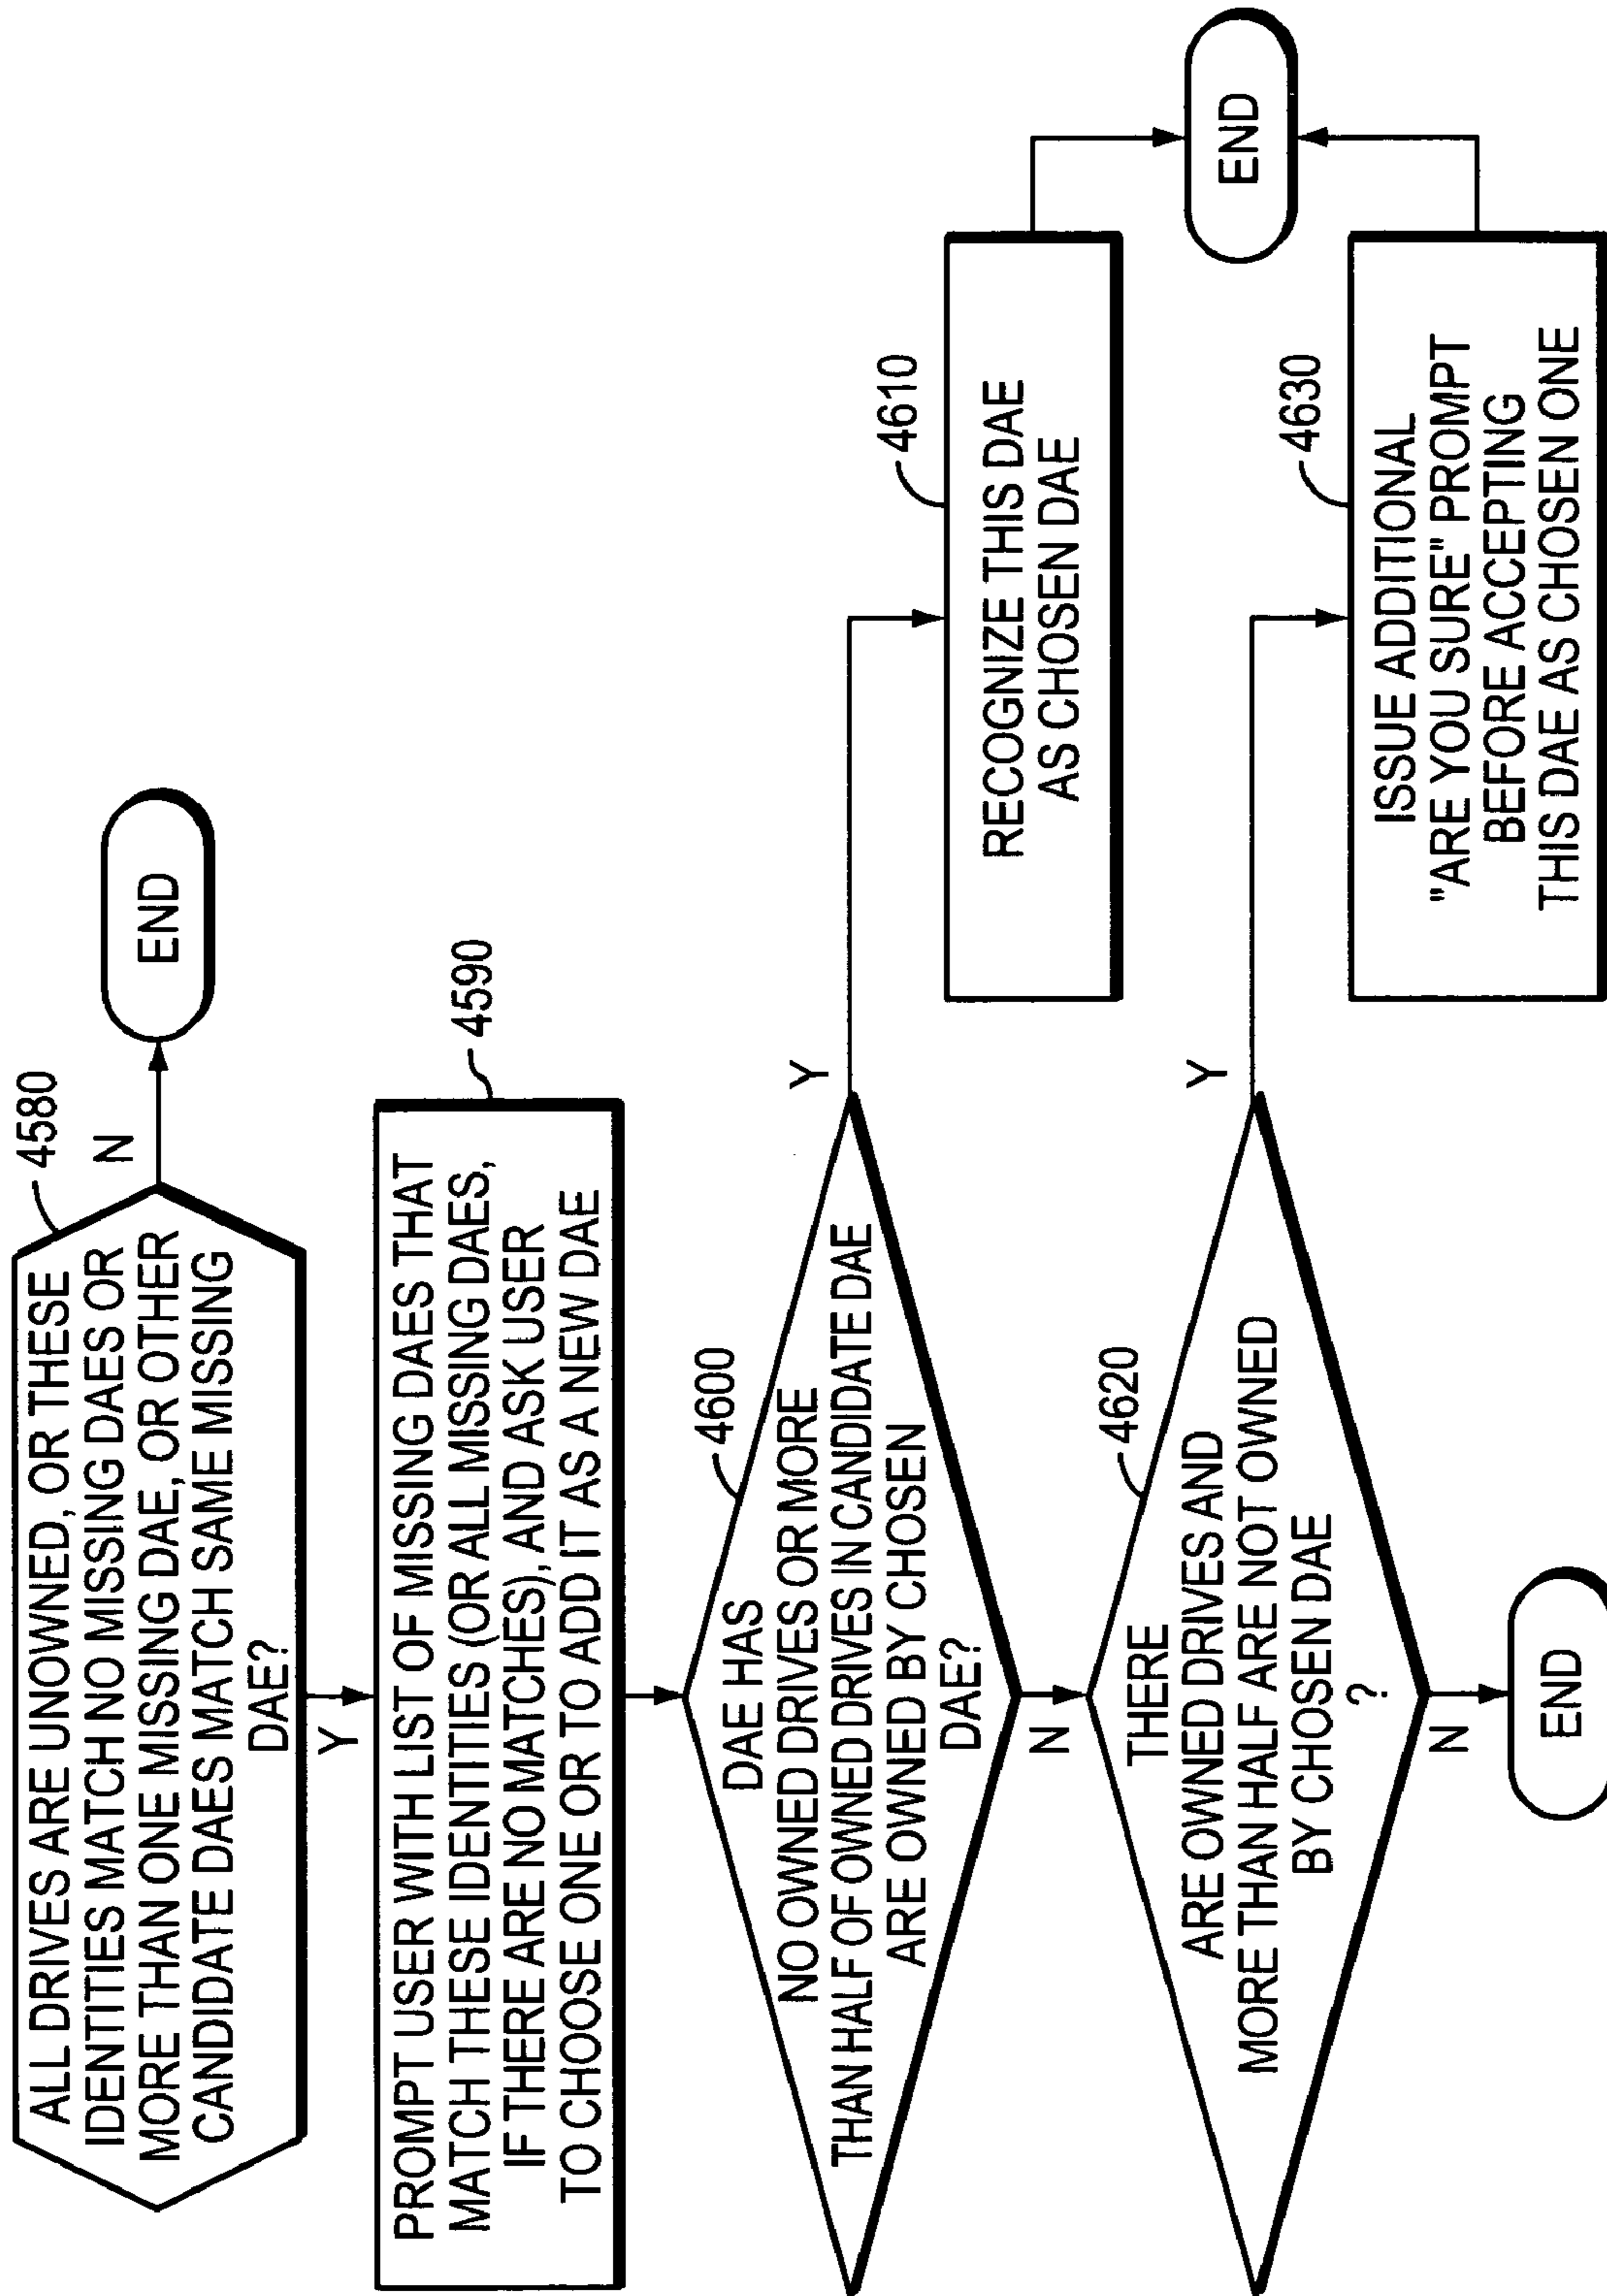 4580
ALL DRIVES ARE UNOWNED, OR THESE
IDENTITIES MATCH NO MISSING DAES OR
MORE THAN ONE MISSING DAE, OR OTHER
CANDIDATE DAES MATCH SAME MISSING
DAE?
N
END
Y
4590
PROMPT USER WITH LIST OF MISSING DAES THAT
MATCH THESE IDENTITIES (OR ALL MISSING DAES,
IF THERE ARE NO MATCHES), AND ASK USER
TO CHOOSE ONE OR TO ADD IT AS A NEW DAE
4600
DAE HAS
NO OWNED DRIVES OR MORE
THAN HALF OF OWNED DRIVES IN CANDIDATE DAE
ARE OWNED BY CHOSEN
DAE?
Y
4610
RECOGNIZE THIS DAE
AS CHOSEN DAE
END
N
4620
THERE
ARE OWNED DRIVES AND
MORE THAN HALF ARE NOT OWNED
BY CHOSEN DAE
?
Y
4630
ISSUE ADDITIONAL
"ARE YOU SURE" PROMPT
BEFORE ACCEPTING
THIS DAE AS CHOSEN ONE
N
END